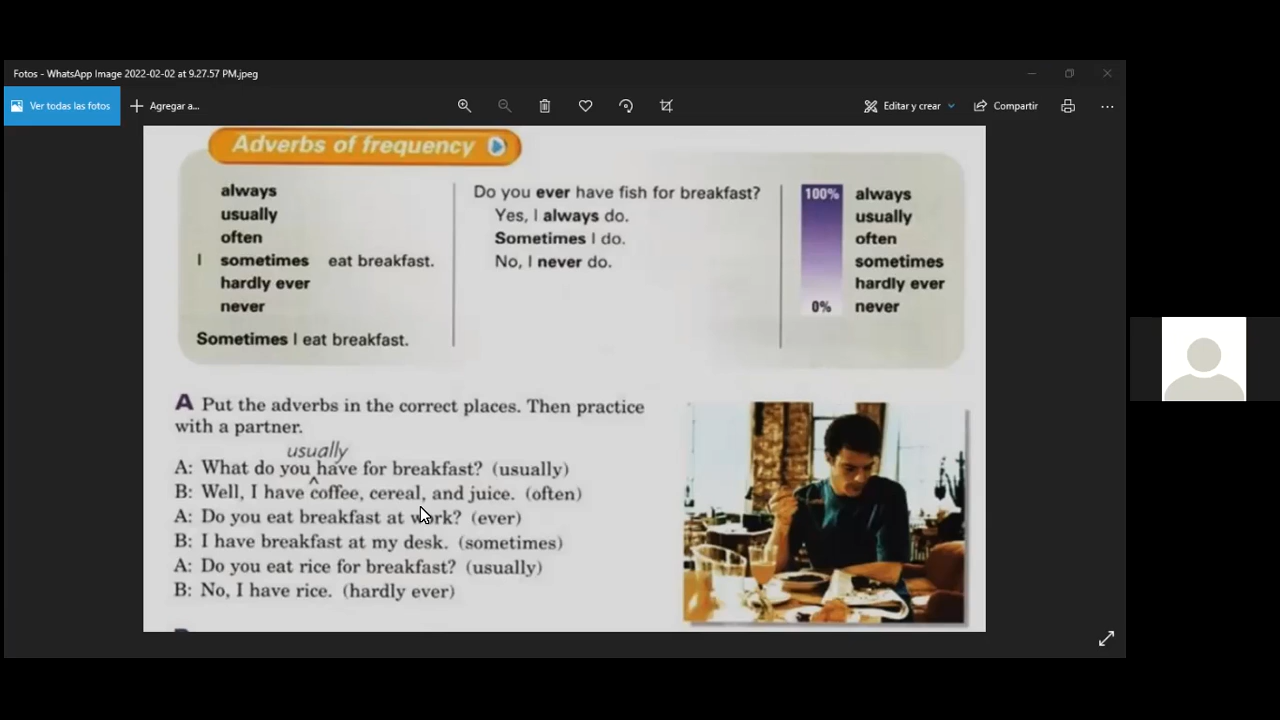 Fotos - WhatsApp Image 2022-02-02 at 9.27.57 PM.jpeg
Ver todas las fotos
Agregar a...
Editar y crear
Compartir
Adverbs of frequency
always
usually
often
I sometimes eat breakfast.
hardly ever
never
Sometimes I eat breakfast.
Do you ever have fish for breakfast?
Yes, I always do.
Sometimes I do.
No, I never do.
100% always
usually
often
sometimes
hardly ever
0% never
A Put the adverbs in the correct places. Then practice
with a partner.
usually
A: What do you have for breakfast? (usually)
B: Well, I have coffee, cereal, and juice. (often)
A: Do you eat breakfast at work? (ever)
B: I have breakfast at my desk. (sometimes)
A: Do you eat rice for breakfast? (usually)
B: No, I have rice. (hardly ever)